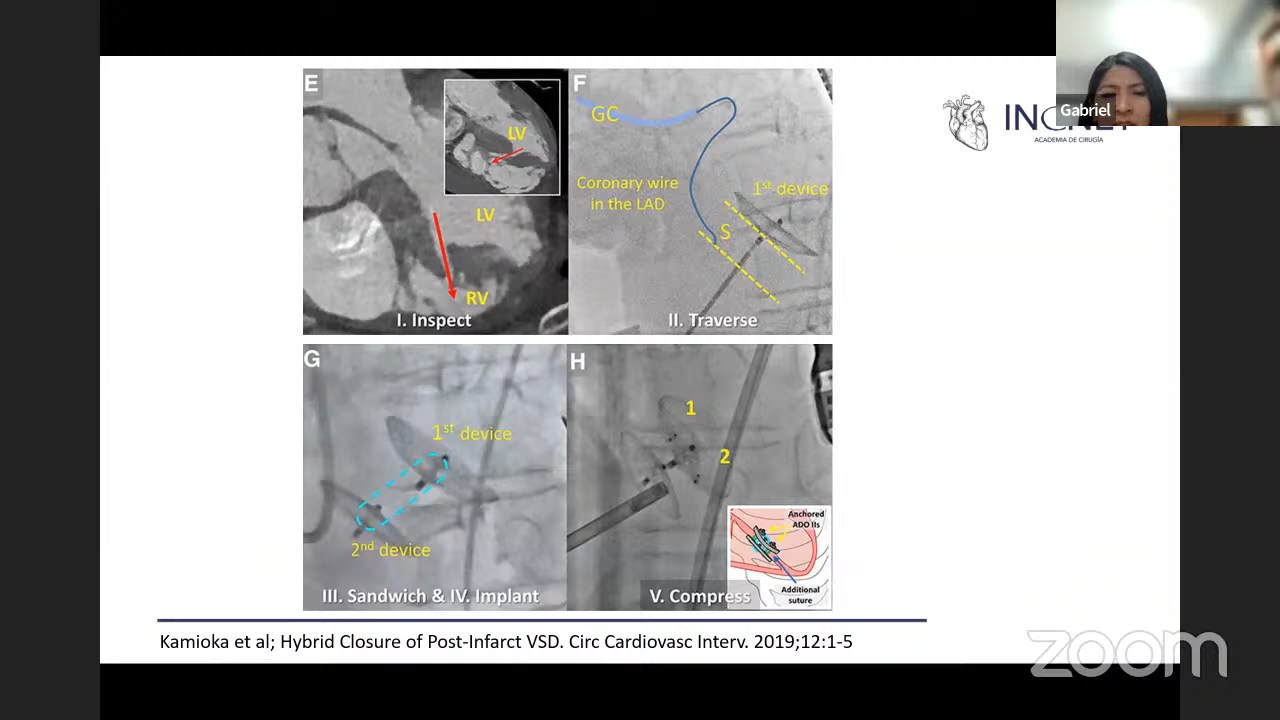 E
LV
LV
RV
I. Inspect
F
GC
Coronary wire
in the LAD
1st device
S
II. Traverse
G
1st device
2nd device
III. Sandwich & IV. Implant
H
1
2
Anchored
ADO IIs
Additional
suture
V. Compress
Kamioka et al; Hybrid Closure of Post-Infarct VSD. Circ Cardiovasc Interv. 2019;12:1-5
Gabriel
ACADEMIA DE CIRUGÍA
zoom